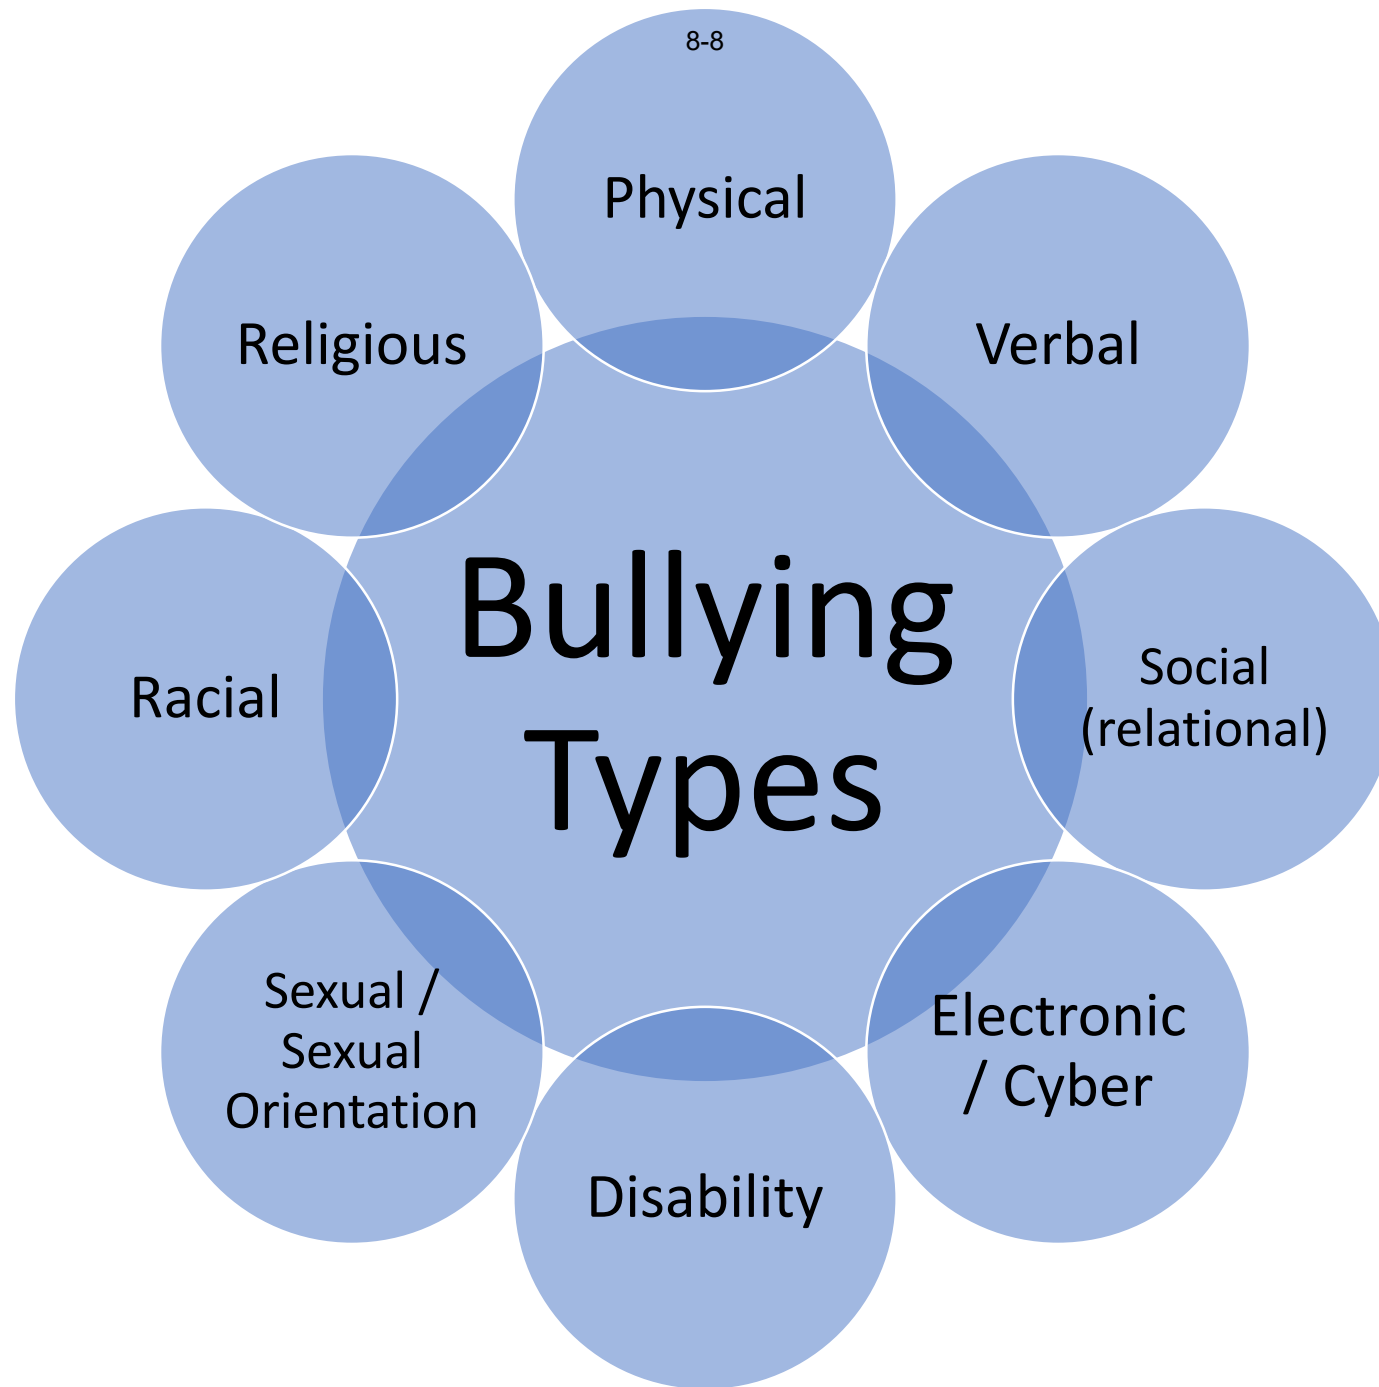 8-8
Physical
Verbal
Social
(relational)
Electronic
/ Cyber
Disability
Sexual /
Sexual
Orientation
Racial
Religious
Bullying
Types